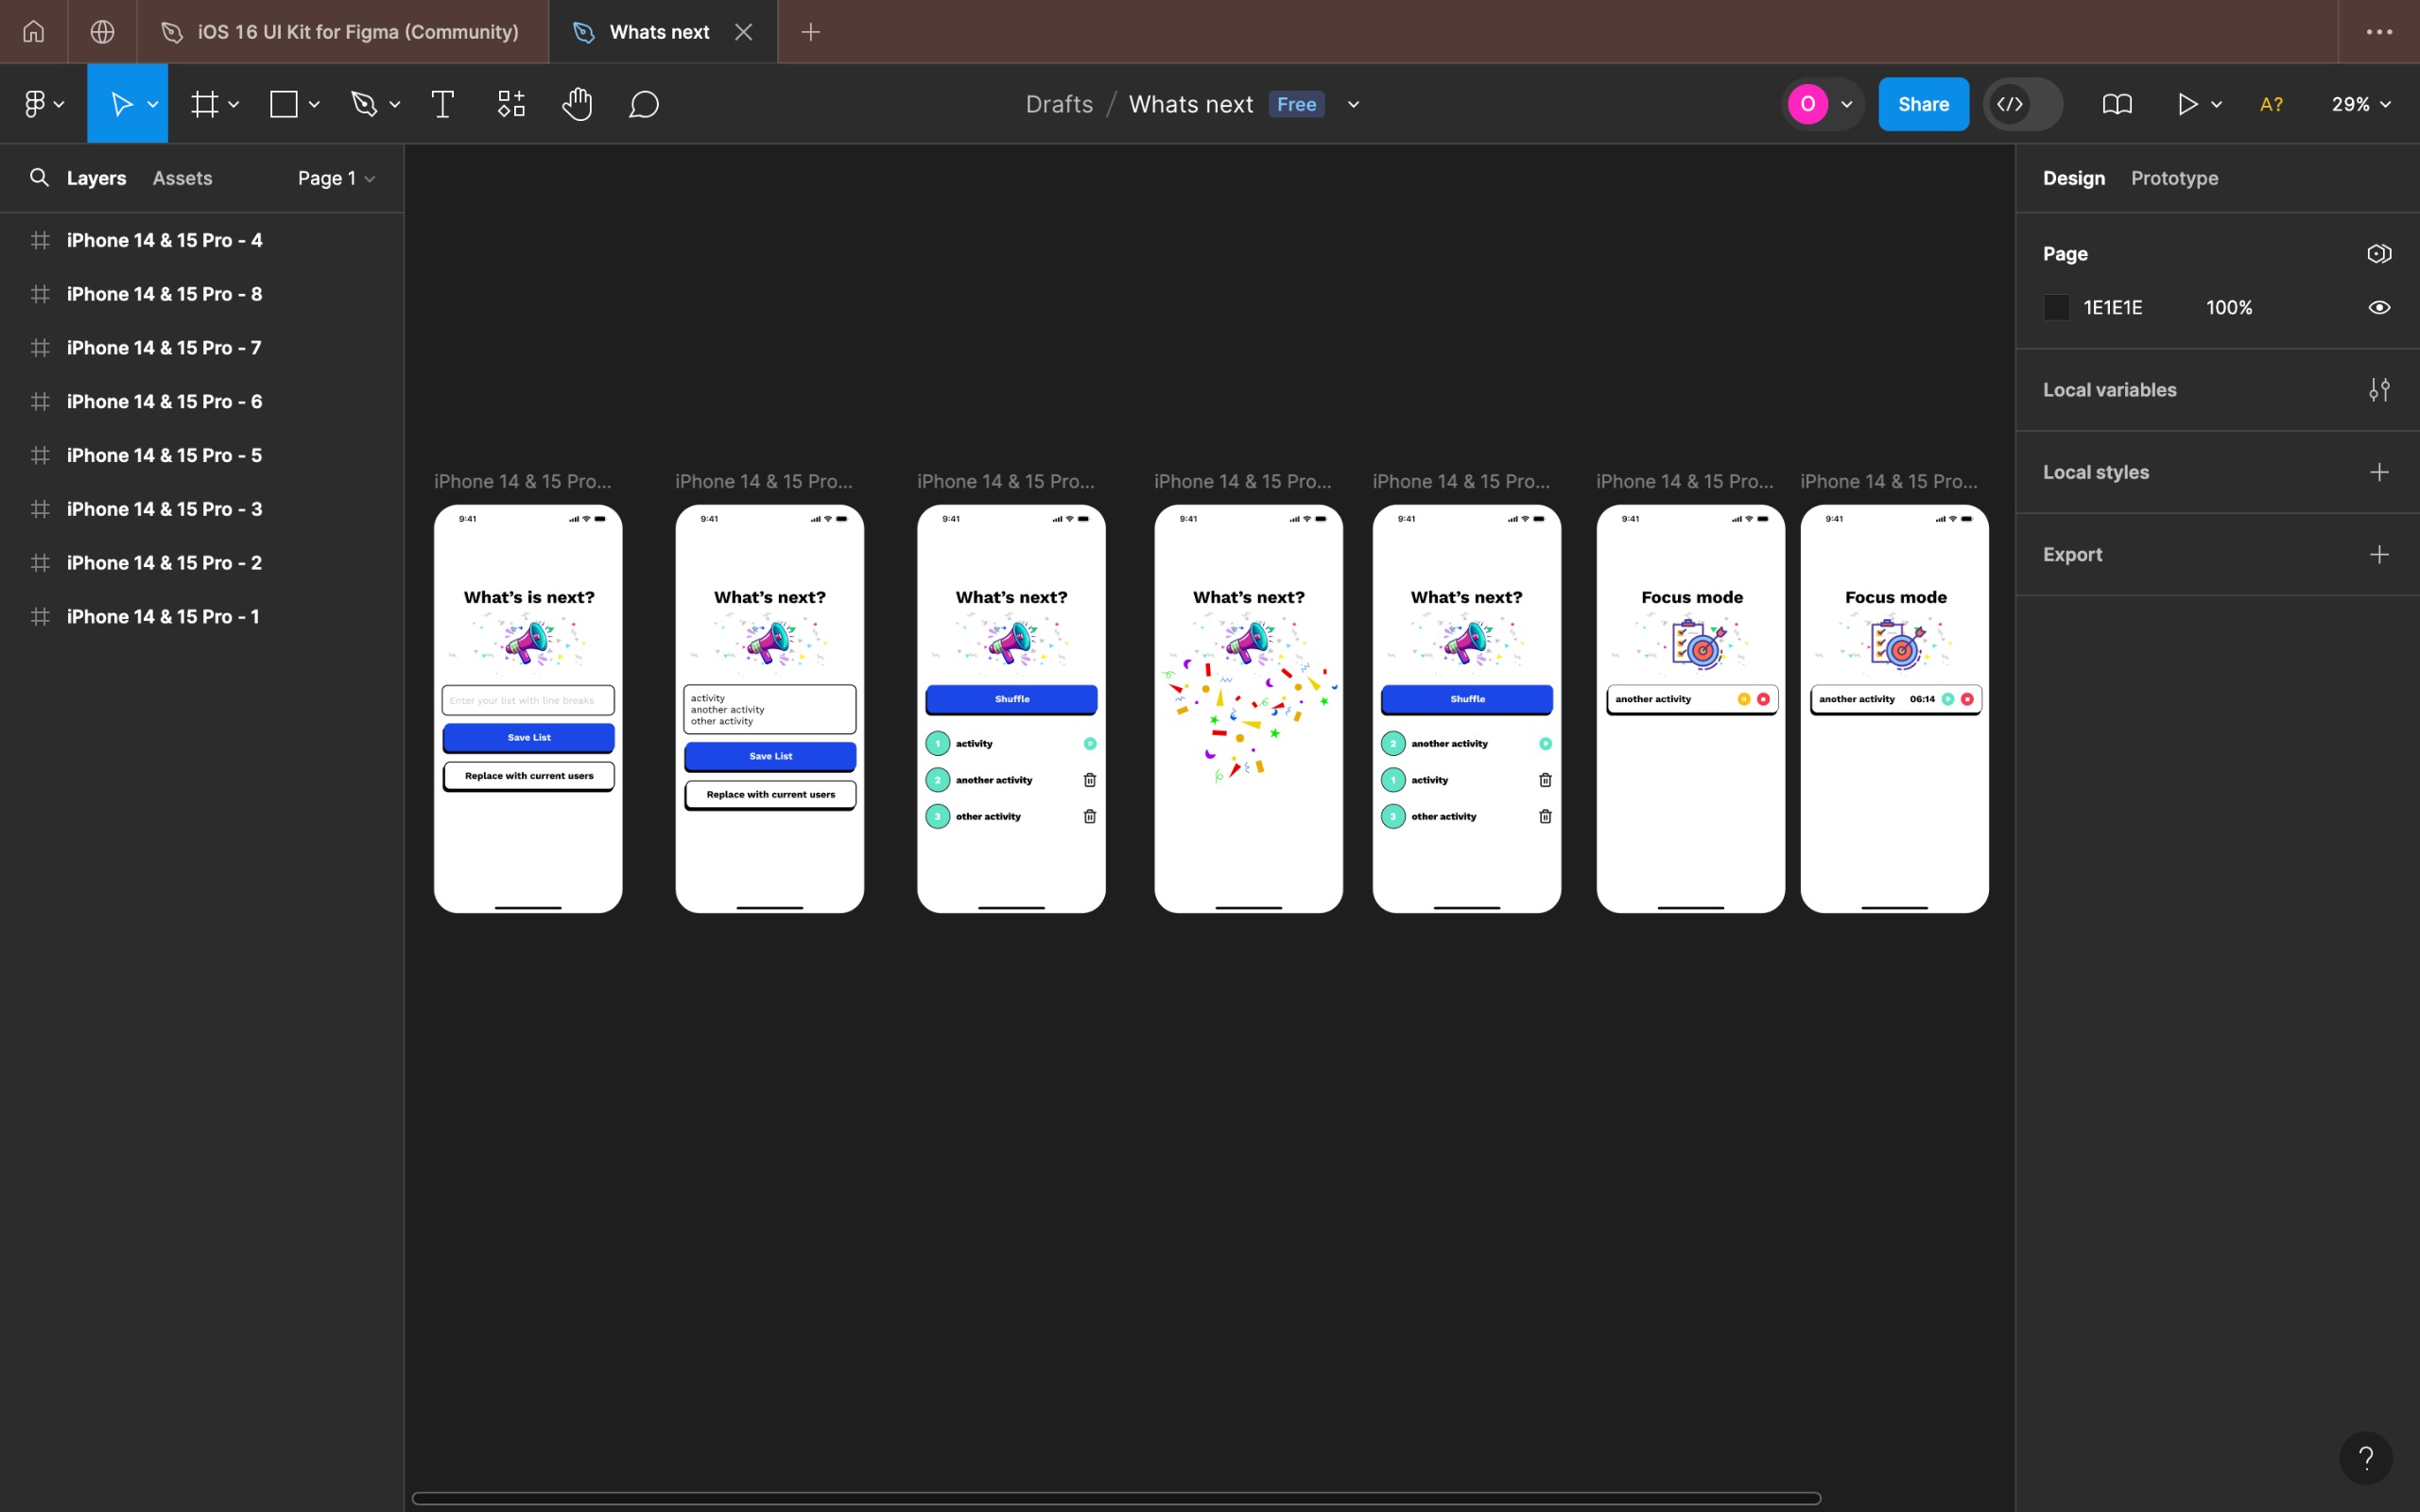 iOS 16 UI Kit for Figma (Community)
Whats next
Drafts / Whats next Free
O
Share
A?
29%
Layers Assets Page 1
iPhone 14 & 15 Pro - 4
iPhone 14 & 15 Pro - 8
iPhone 14 & 15 Pro - 7
iPhone 14 & 15 Pro - 6
iPhone 14 & 15 Pro - 5
iPhone 14 & 15 Pro - 3
iPhone 14 & 15 Pro - 2
iPhone 14 & 15 Pro - 1
iPhone 14 & 15 Pro...
9:41
What's is next?
Enter your list with line breaks
Save List
Replace with current users
iPhone 14 & 15 Pro...
9:41
What's next?
activity
another activity
other activity
Save List
Replace with current users
iPhone 14 & 15 Pro...
9:41
What's next?
Shuffle
1 activity
2 another activity
3 other activity
iPhone 14 & 15 Pro...
9:41
What's next?
iPhone 14 & 15 Pro...
9:41
What's next?
Shuffle
2 another activity
1 activity
3 other activity
iPhone 14 & 15 Pro...
9:41
Focus mode
another activity
iPhone 14 & 15 Pro...
9:41
Focus mode
another activity 06:14
Design Prototype
Page
1E1E1E 100%
Local variables
Local styles
Export
?